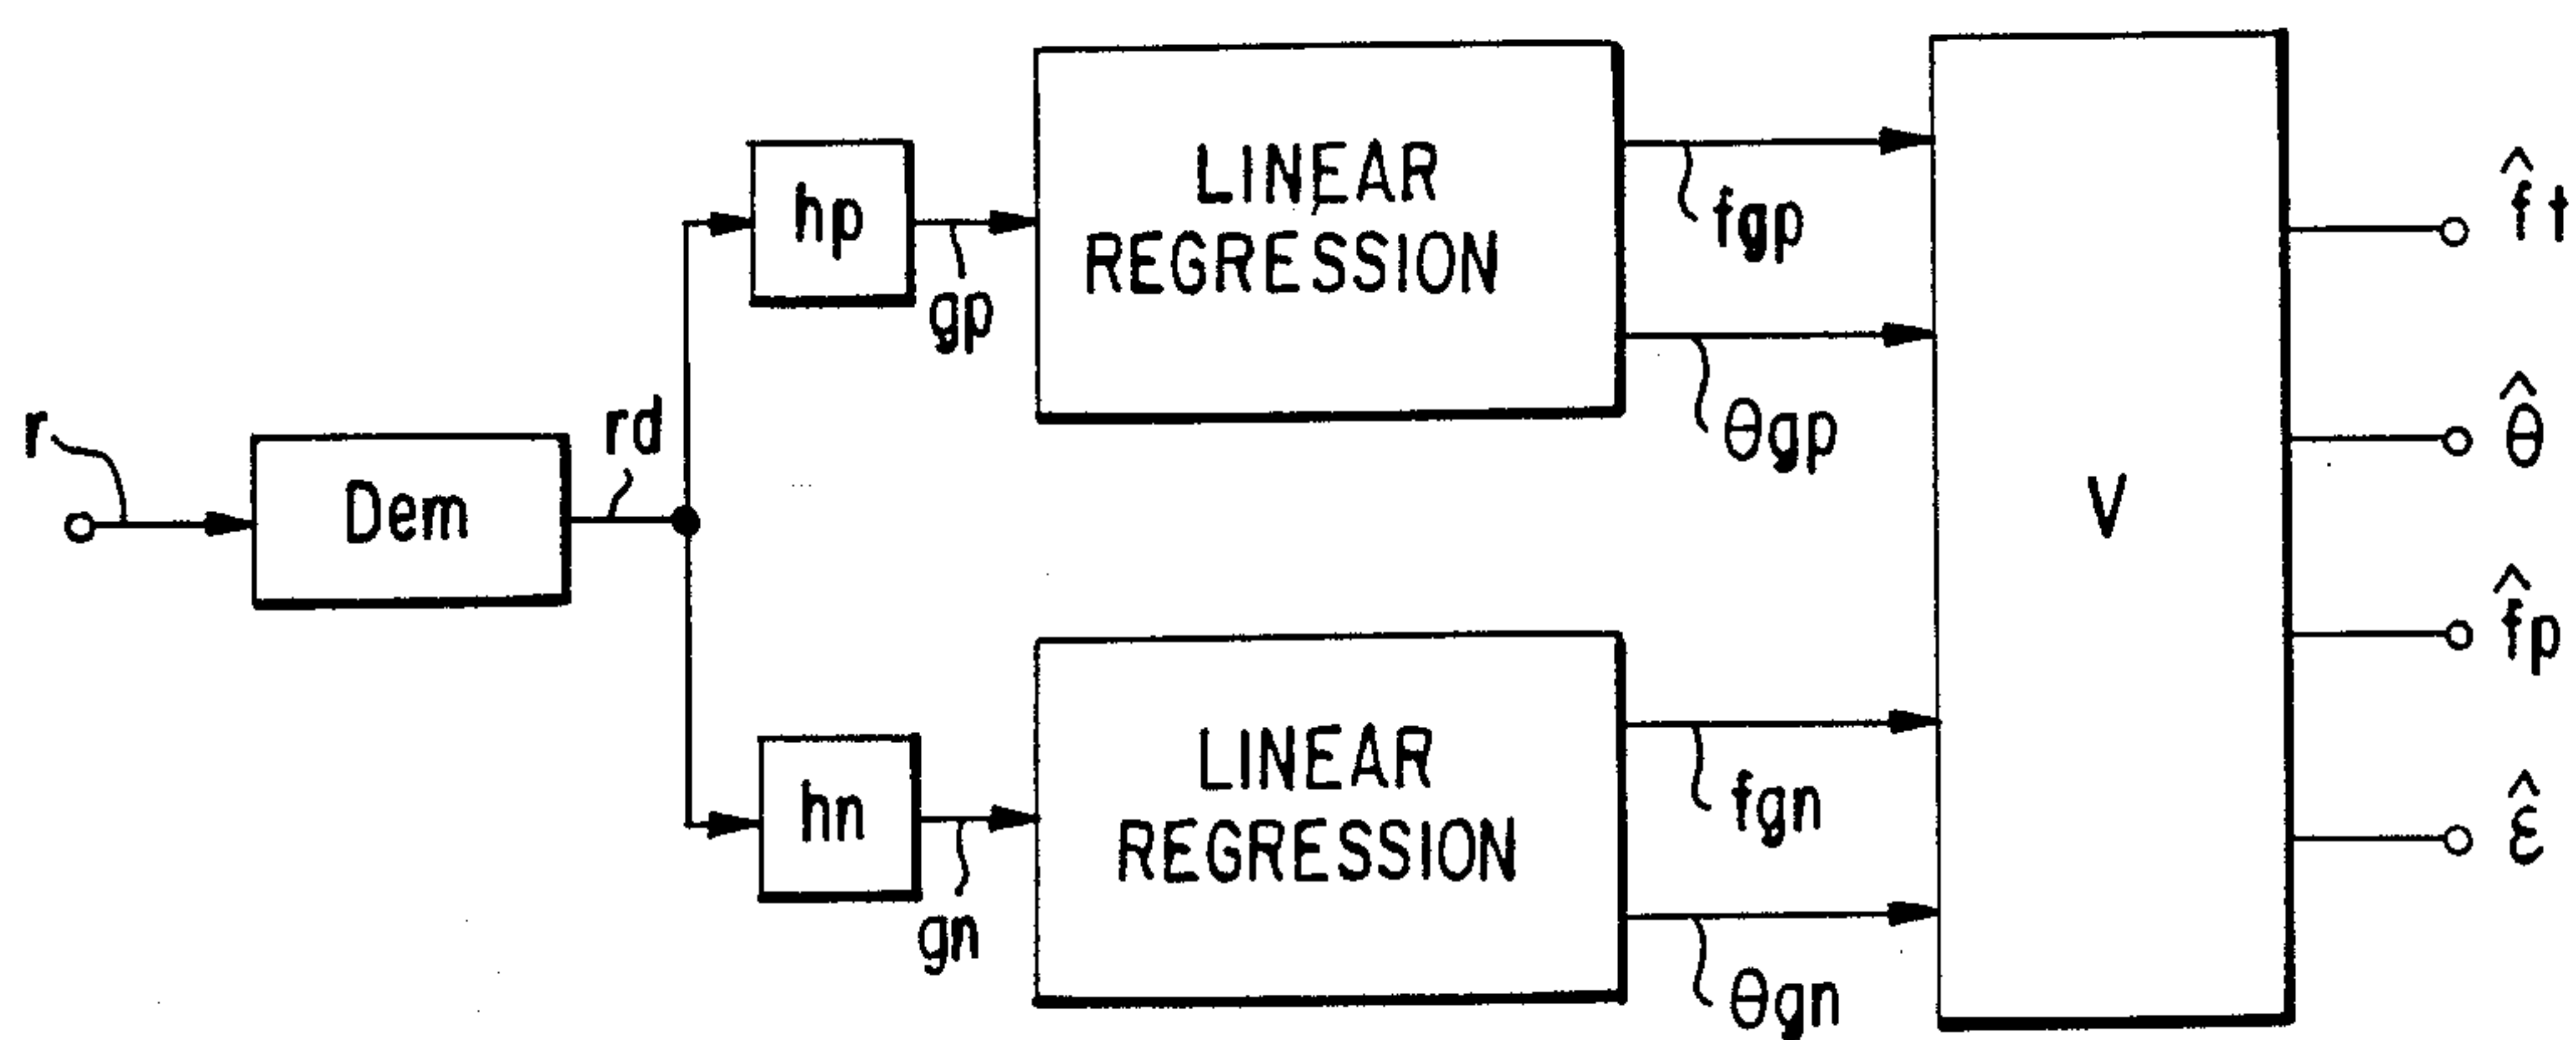 r
Dem
rd
hp
gp
LINEAR
REGRESSION
fgp
θgp
hn
gn
LINEAR
REGRESSION
fgn
θgn
V
f̂t
θ̂
f̂p
ε̂